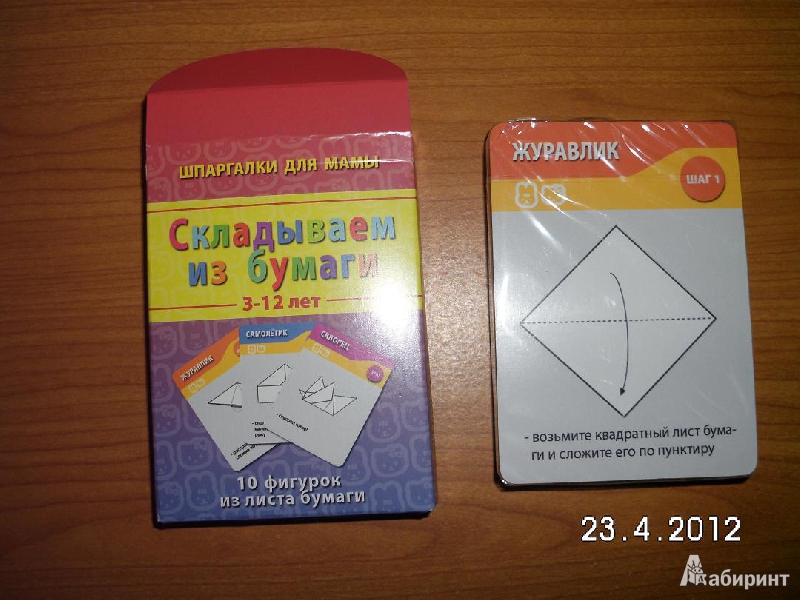 ШПАРГАЛКИ ДЛЯ МАМЫ
Складываем
из бумаги
3-12 лет
ЖУРАВЛИК
САМОЛЁТИК
10 фигурок
из листа бумаги
ЖУРАВЛИК
ШАГ 1
- возьмите квадратный лист бума-
ги и сложите его по пунктиру
23.4.2012
Лабиринт